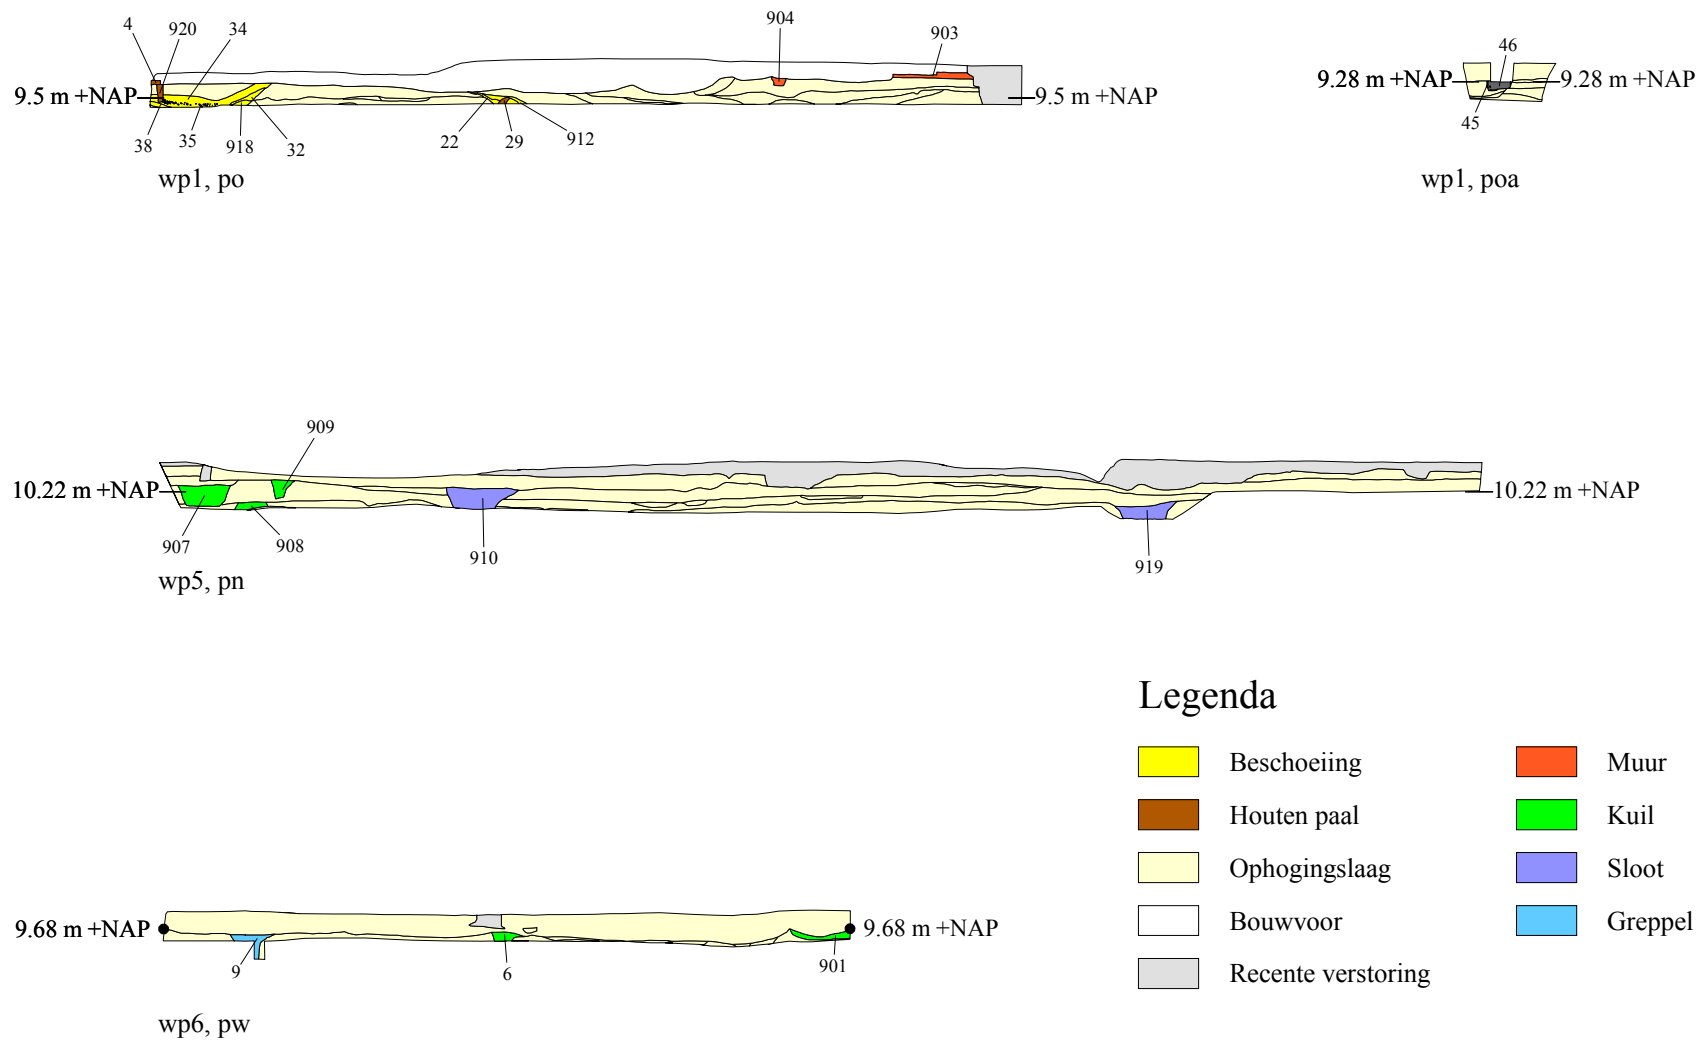 4
920
34
904
903
46
9.5 m +NAP
9.5 m +NAP
9.28 m +NAP
9.28 m +NAP
38
35
918
32
22
29
912
45
wp1, po
wp1, poa
909
10.22 m +NAP
10.22 m +NAP
907
908
910
919
wp5, pn
Legenda
Beschoeiing
Muur
Houten paal
Kuil
Ophogingslaag
Sloot
Bouwvoor
Greppel
Recente verstoring
9.68 m +NAP
9.68 m +NAP
9
6
901
wp6, pw